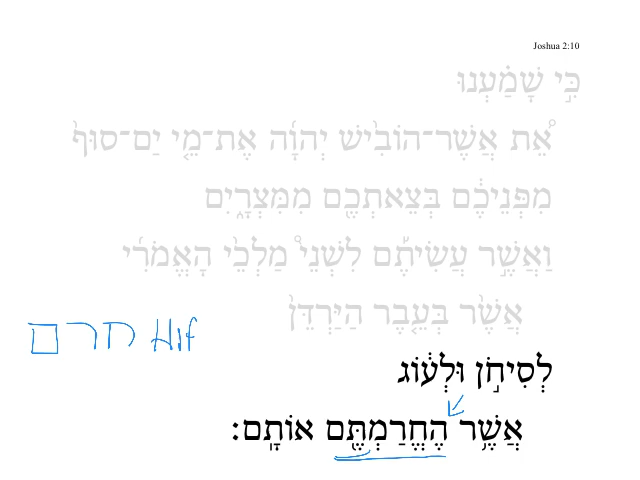 Joshua 2:10
כִּ֣י שָׁמַ֗עְנוּ
אֵ֠ת אֲשֶׁר־הוֹבִ֨ישׁ יְהוָ֜ה אֶת־מֵ֤י יַם־סוּף֙
מִפְּנֵיכֶ֔ם בְּצֵאתְכֶ֖ם מִמִּצְרָ֑יִם
וַאֲשֶׁ֣ר עֲשִׂיתֶ֡ם לִשְׁנֵי֩ מַלְכֵ֨י הָאֱמֹרִ֜י
אֲשֶׁ֨ר בְּעֵ֤בֶר הַיַּרְדֵּן֙
חרם Hif
לְסִיחֹ֣ן וּלְע֔וֹג
אֲשֶׁ֥ר הֶחֱרַמְתֶּ֖ם אוֹתָֽם׃